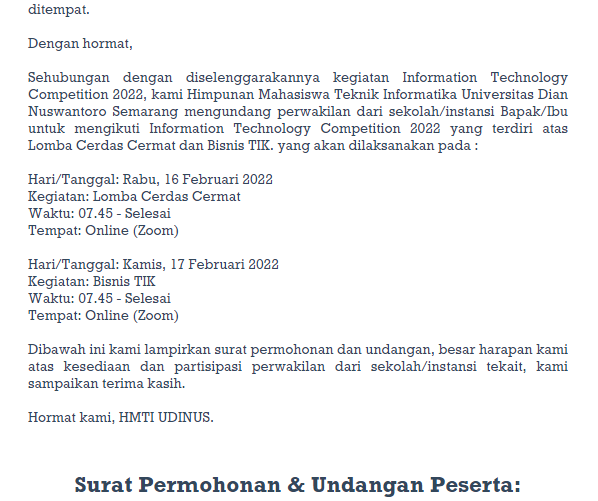 ditempat.
Dengan hormat,
Sehubungan dengan diselenggarakannya kegiatan Information Technology
Competition 2022, kami Himpunan Mahasiswa Teknik Informatika Universitas Dian
Nuswantoro Semarang mengundang perwakilan dari sekolah/instansi Bapak/Ibu
untuk mengikuti Information Technology Competition 2022 yang terdiri atas
Lomba Cerdas Cermat dan Bisnis TIK. yang akan dilaksanakan pada :
Hari/Tanggal: Rabu, 16 Februari 2022
Kegiatan: Lomba Cerdas Cermat
Waktu: 07.45 - Selesai
Tempat: Online (Zoom)
Hari/Tanggal: Kamis, 17 Februari 2022
Kegiatan: Bisnis TIK
Waktu: 07.45 - Selesai
Tempat: Online (Zoom)
Dibawah ini kami lampirkan surat permohonan dan undangan, besar harapan kami
atas kesediaan dan partisipasi perwakilan dari sekolah/instansi tekait, kami
sampaikan terima kasih.
Hormat kami, HMTI UDINUS.
Surat Permohonan & Undangan Peserta: